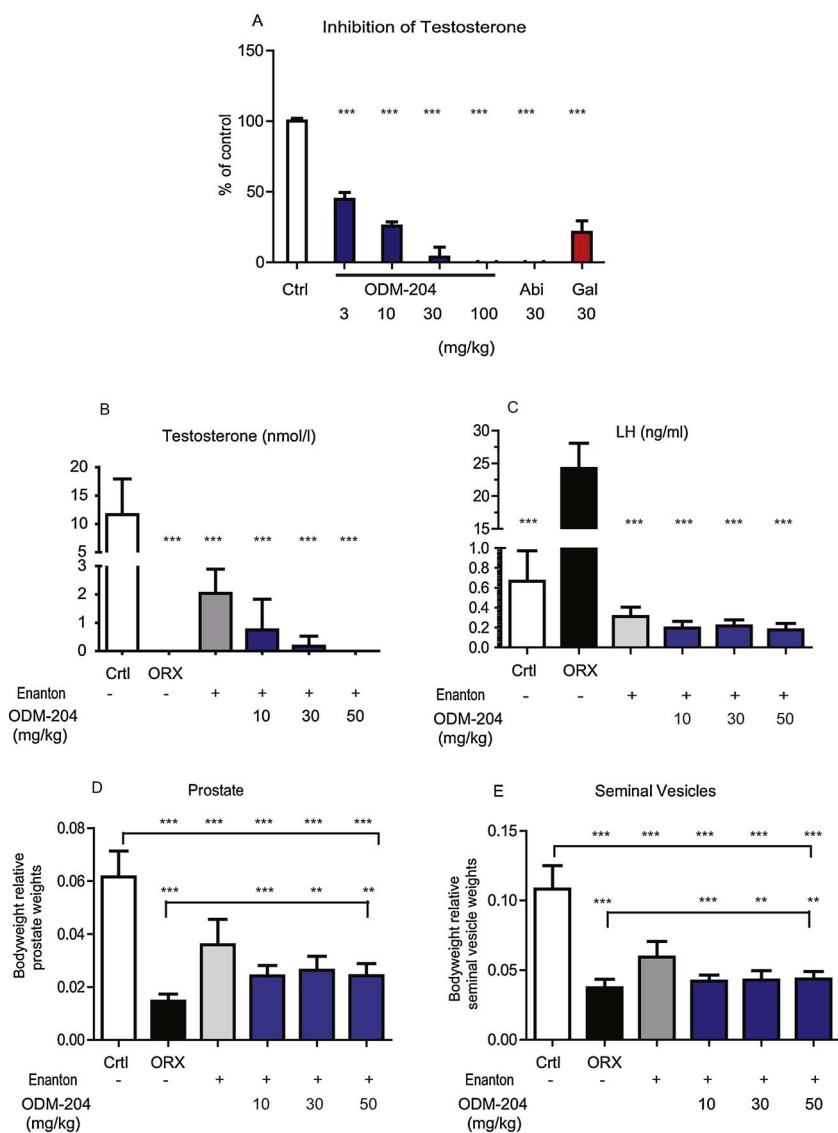 A
Inhibition of Testosterone
% of control
150
100
50
0
*** *** *** *** *** ***
Ctrl ODM-204 Abi Gal
3 10 30 100 30 30
(mg/kg)
B
Testosterone (nmol/l)
20
15
10
5
3
2
1
0
*** *** *** *** ***
Crtl ORX
Enanton - - + + + +
ODM-204 10 30 50
(mg/kg)
C
LH (ng/ml)
30
25
20
15
1.0
0.8
0.6
0.4
0.2
0.0
*** *** *** *** ***
Crtl ORX
Enanton - - + + + +
ODM-204 10 30 50
(mg/kg)
D
Prostate
Bodyweight relative
prostate weights
0.08
0.06
0.04
0.02
0.00
*** *** *** *** ***
*** *** ** **
Crtl ORX
Enanton - - + + + +
ODM-204 10 30 50
(mg/kg)
E
Seminal Vesicles
Bodyweight relative
seminal vesicle weights
0.15
0.10
0.05
0.00
*** *** *** *** ***
*** *** ** **
Crtl ORX
Enanton - - + + + +
ODM-204 10 30 50
(mg/kg)